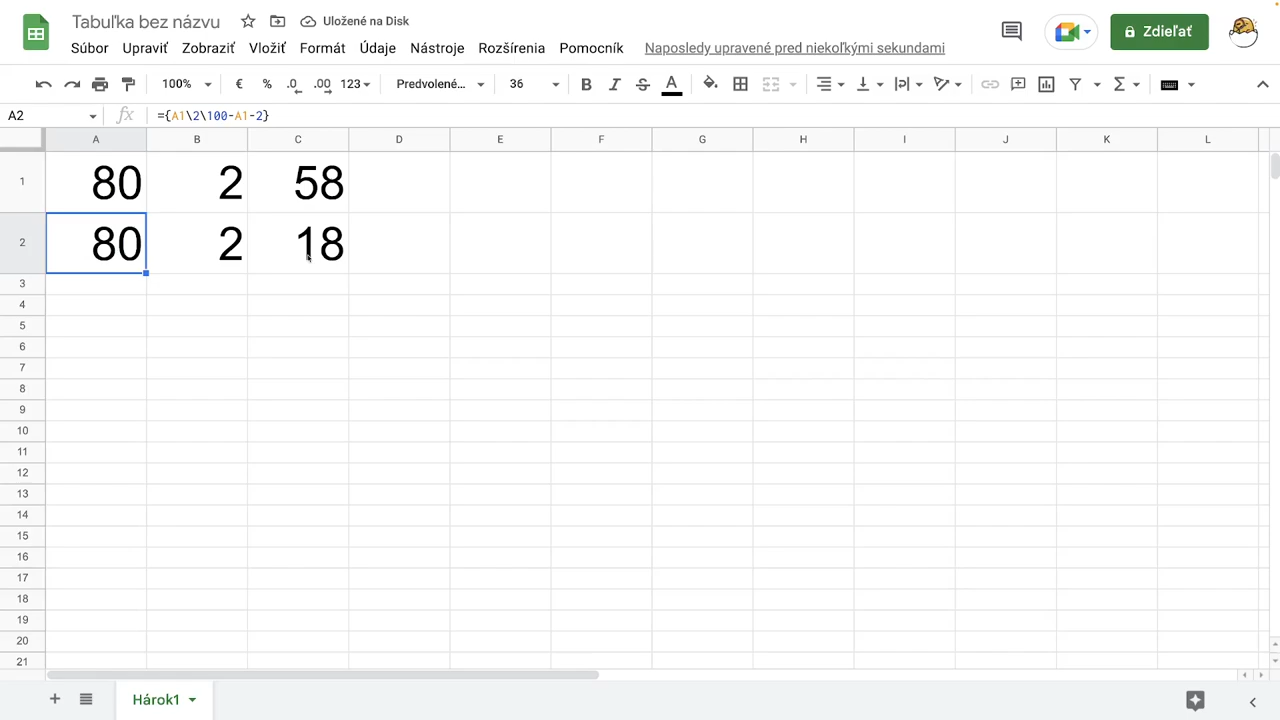 Tabuľka bez názvu Uložené na Disk
Súbor Upraviť Zobraziť Vložiť Formát Údaje Nástroje Rozšírenia Pomocník Naposledy upravené pred niekoľkými sekundami
Zdieľať
100% € % .0 .00 123 Predvolené... 36 B I S A Σ
A2 fx ={A1\2\100-A1-2}
A B C D E F G H I J K L
1 80 2 58
2 80 2 18
3
4
5
6
7
8
9
10
11
12
13
14
15
16
17
18
19
20
21
+ Hárok1